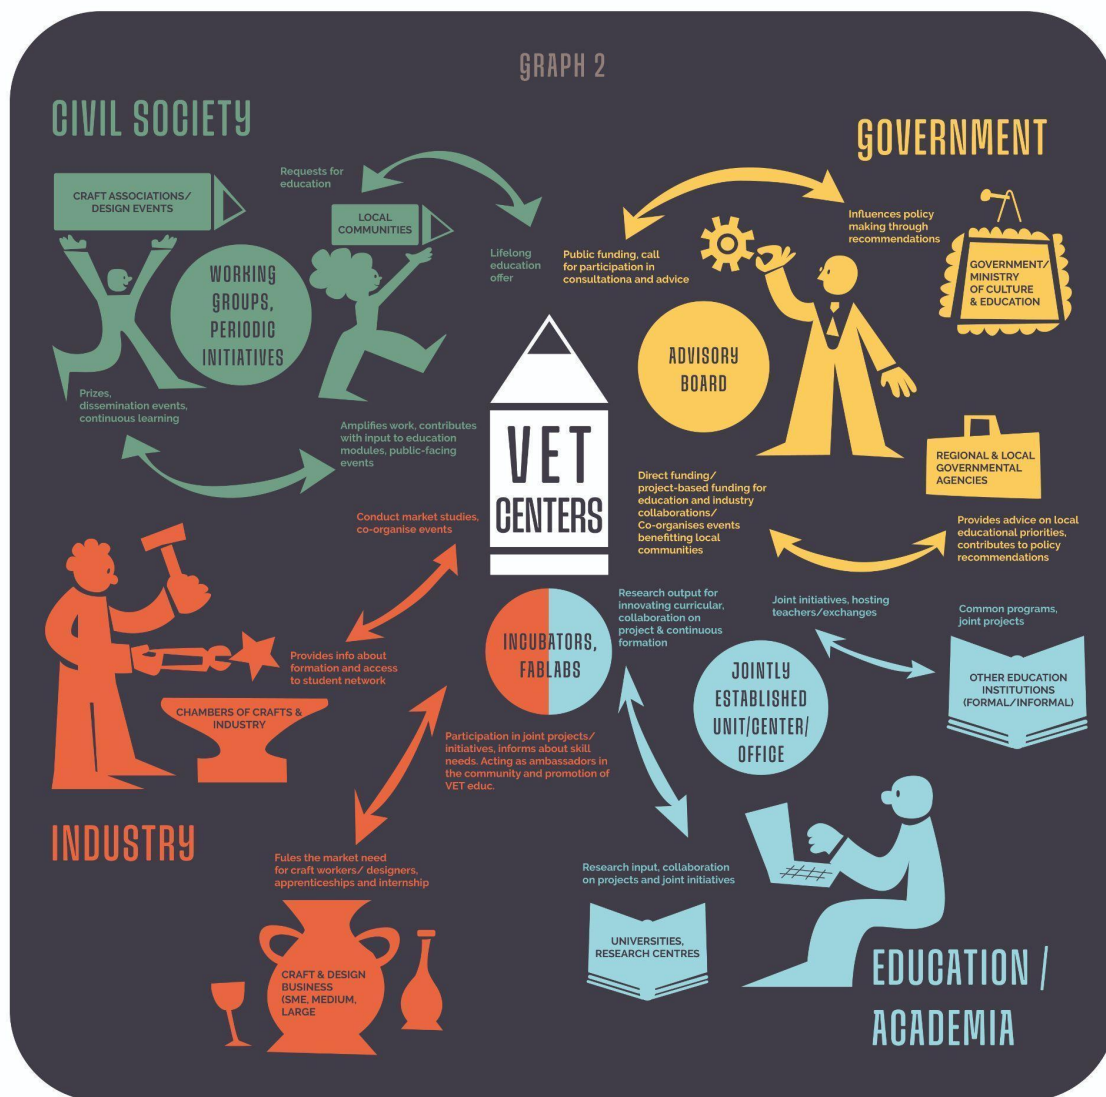 GRAPH 2
CIVIL SOCIETY
CRAFT ASSOCIATIONS/
DESIGN EVENTS
Requests for
education
LOCAL
COMMUNITIES
WORKING
GROUPS,
PERIODIC
INITIATIVES
Lifelong
education
offer
Prizes,
dissemination events,
continuous learning
Amplifies work, contributes
with input to education
modules, public-facing
events
GOVERNMENT
Public funding, call
for participation in
consultationa and advice
Influences policy
making through
recommendations
GOVERNMENT/
MINISTRY
OF CULTURE
& EDUCATION
ADVISORY
BOARD
REGIONAL & LOCAL
GOVERNMENTAL
AGENCIES
Direct funding/
project-based funding for
education and industry
collaborations/
Co-organises events
benefitting local
communities
Provides advice on local
educational priorities,
contributes to policy
recommendations
VET
CENTERS
Conduct market studies,
co-organise events
Provides info about
formation and access
to student network
CHAMBERS OF CRAFTS &
INDUSTRY
INCUBATORS,
FABLABS
Participation in joint projects/
initiatives, informs about skill
needs. Acting as ambassadors in
the community and promotion of
VET educ.
INDUSTRY
Fules the market need
for craft workers/ designers,
apprenticeships and internship
CRAFT & DESIGN
BUSINESS
(SME, MEDIUM,
LARGE
Research output for
innovating curricular,
collaboration on
project & continuous
formation
Joint initiatives, hosting
teachers/exchanges
Common programs,
joint projects
OTHER EDUCATION
INSTITUTIONS
(FORMAL/INFORMAL)
JOINTLY
ESTABLISHED
UNIT/CENTER/
OFFICE
Research input, collaboration
on projects and joint initiatives
UNIVERSITIES,
RESEARCH CENTRES
EDUCATION /
ACADEMIA